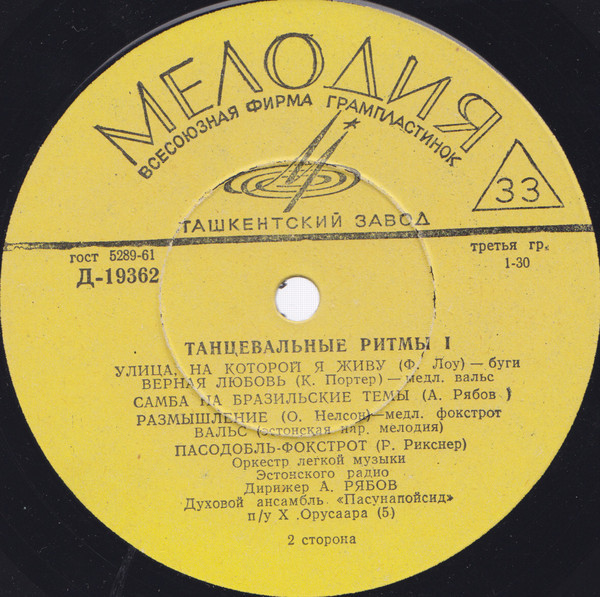 МЕЛОДИЯ
ВСЕСОЮЗНАЯ ФИРМА ГРАМПЛАСТИНОК
33
ТАШКЕНТСКИЙ ЗАВОД
гост 5289-61
третья гр.
Д-19362
1-30
ТАНЦЕВАЛЬНЫЕ РИТМЫ I
УЛИЦА, НА КОТОРОЙ Я ЖИВУ (Ф. Лоу) — буги
ВЕРНАЯ ЛЮБОВЬ (К. Портер) — медл. вальс
САМБА НА БРАЗИЛЬСКИЕ ТЕМЫ (А. Рябов)
РАЗМЫШЛЕНИЕ (О. Нелсон)—медл. фокстрот
ВАЛЬС (эстонская нар. мелодия)
ПАСОДОБЛЬ-ФОКСТРОТ (Р. Рикснер)
Оркестр легкой музыки
Эстонского радио
Дирижер А. РЯБОВ
Духовой ансамбль «Пасунапойсид»
п/у Х .Орусаара (5)
2 сторона